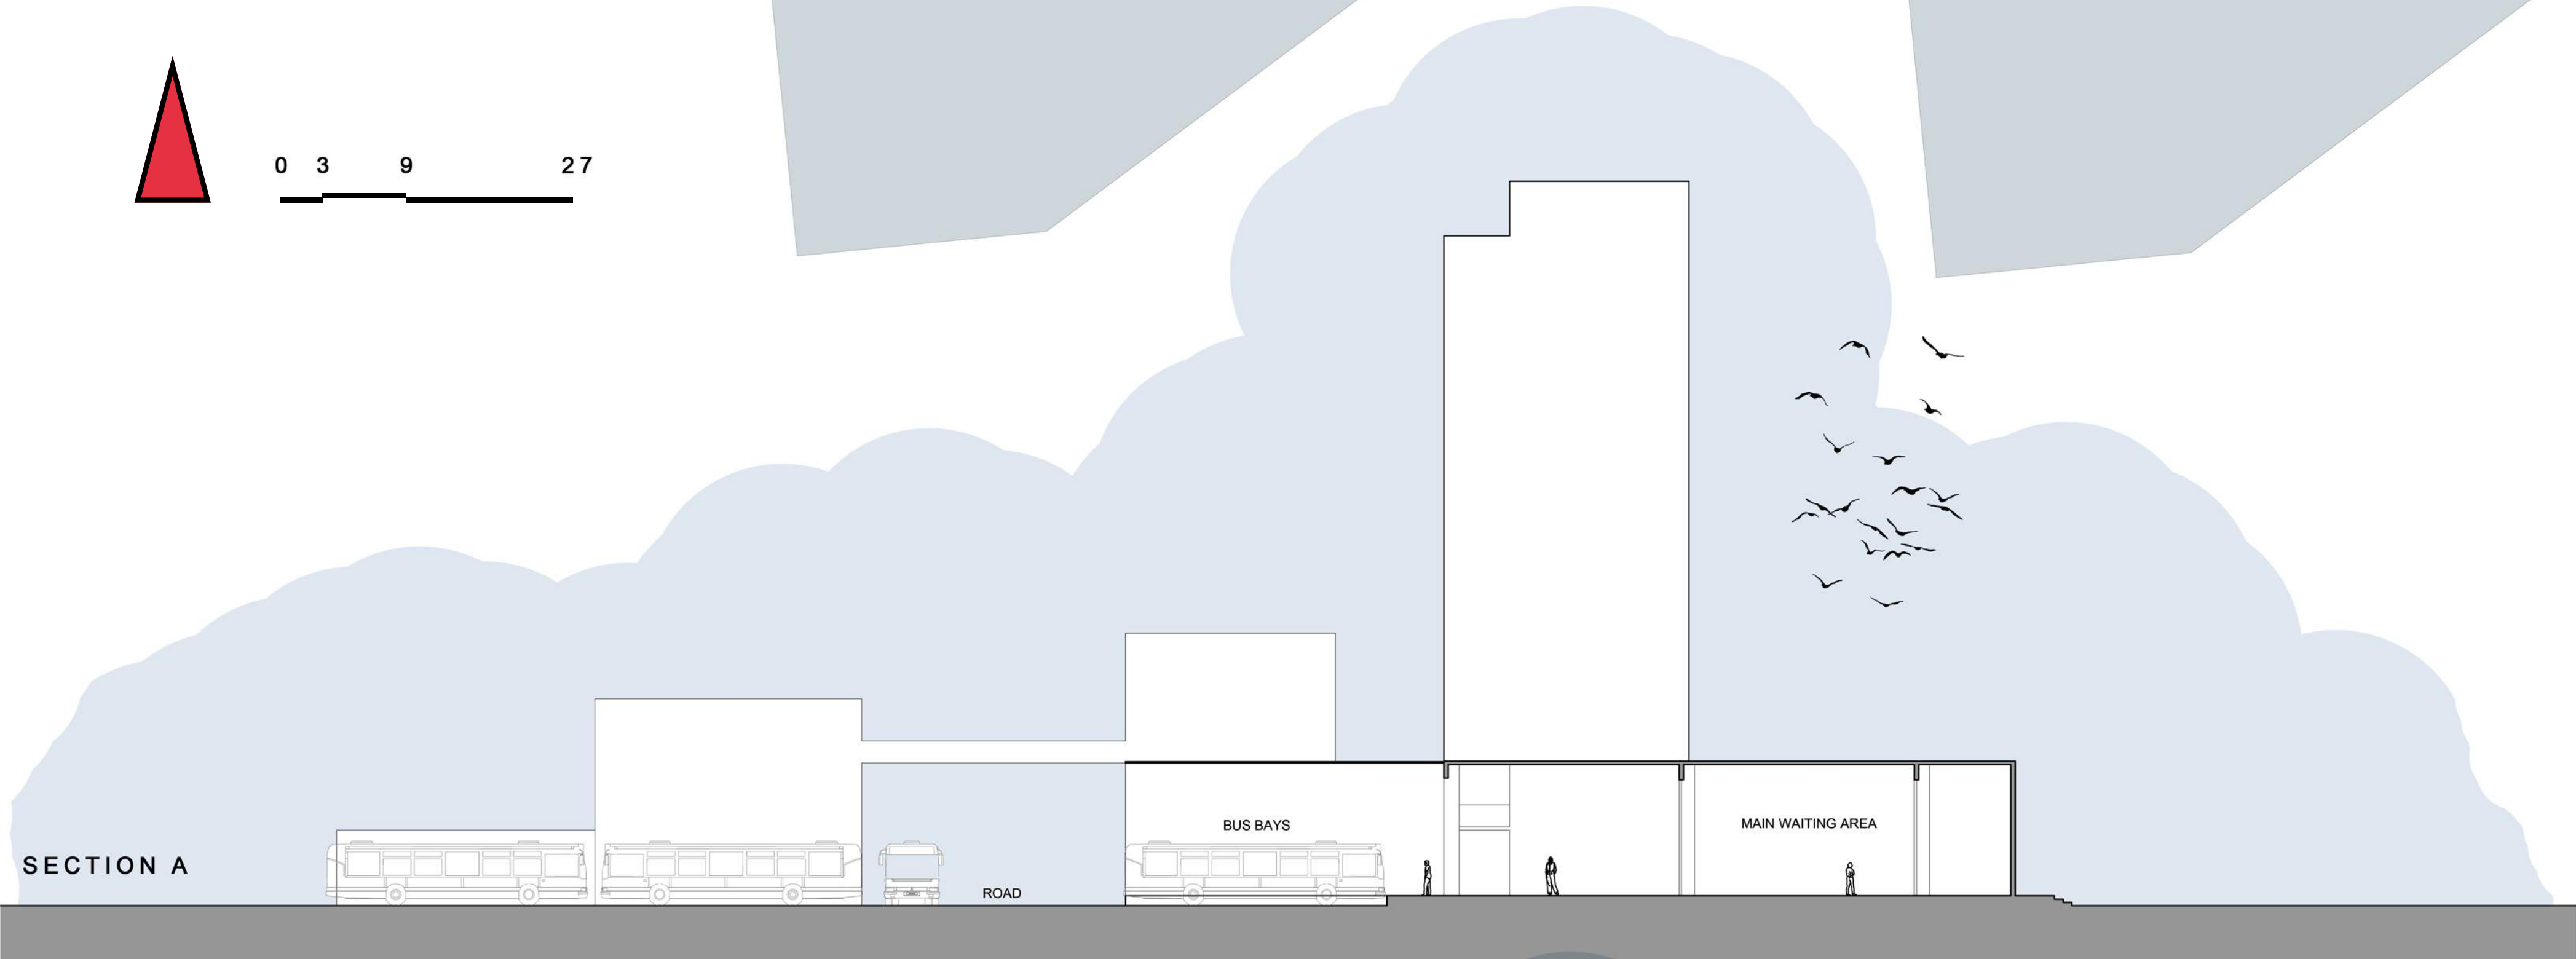 0 3 9 27
BUS BAYS
MAIN WAITING AREA
SECTION A
ROAD